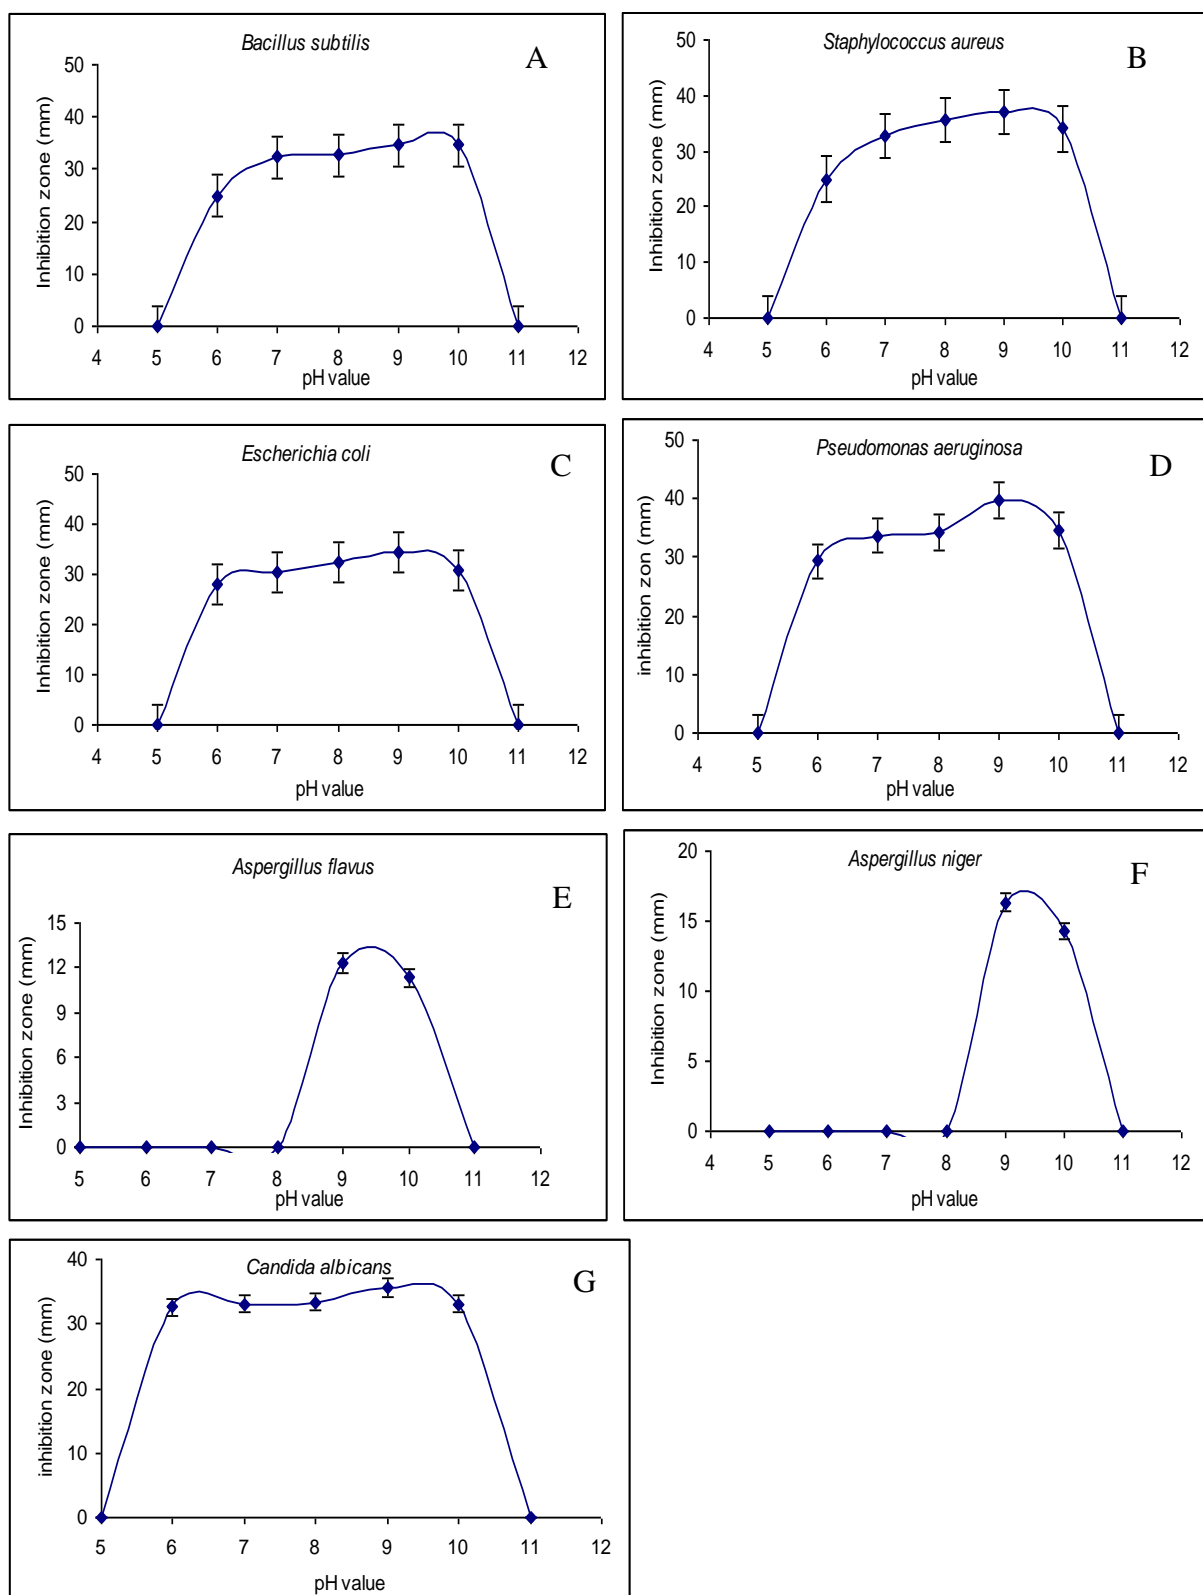 Bacillus subtilis
A
Inhibition zone (mm)
50
40
30
20
10
0
4 5 6 7 8 9 10 11 12
pH value
Staphylococcus aureus
B
Inhibition zone (mm)
50
40
30
20
10
0
4 5 6 7 8 9 10 11 12
pH value
Escherichia coli
C
Inhibition zone (mm)
50
40
30
20
10
0
4 5 6 7 8 9 10 11 12
pH value
Pseudomonas aeruginosa
D
inhibition zon (mm)
50
40
30
20
10
0
4 5 6 7 8 9 10 11 12
pH value
Aspergillus flavus
E
Inhibition zone (mm)
15
12
9
6
3
0
5 6 7 8 9 10 11 12
pH value
Aspergillus niger
F
Inhibition zone (mm)
20
15
10
5
0
4 5 6 7 8 9 10 11 12
pH value
Candida albicans
G
inhibition zone (mm)
40
30
20
10
0
5 6 7 8 9 10 11 12
pH value